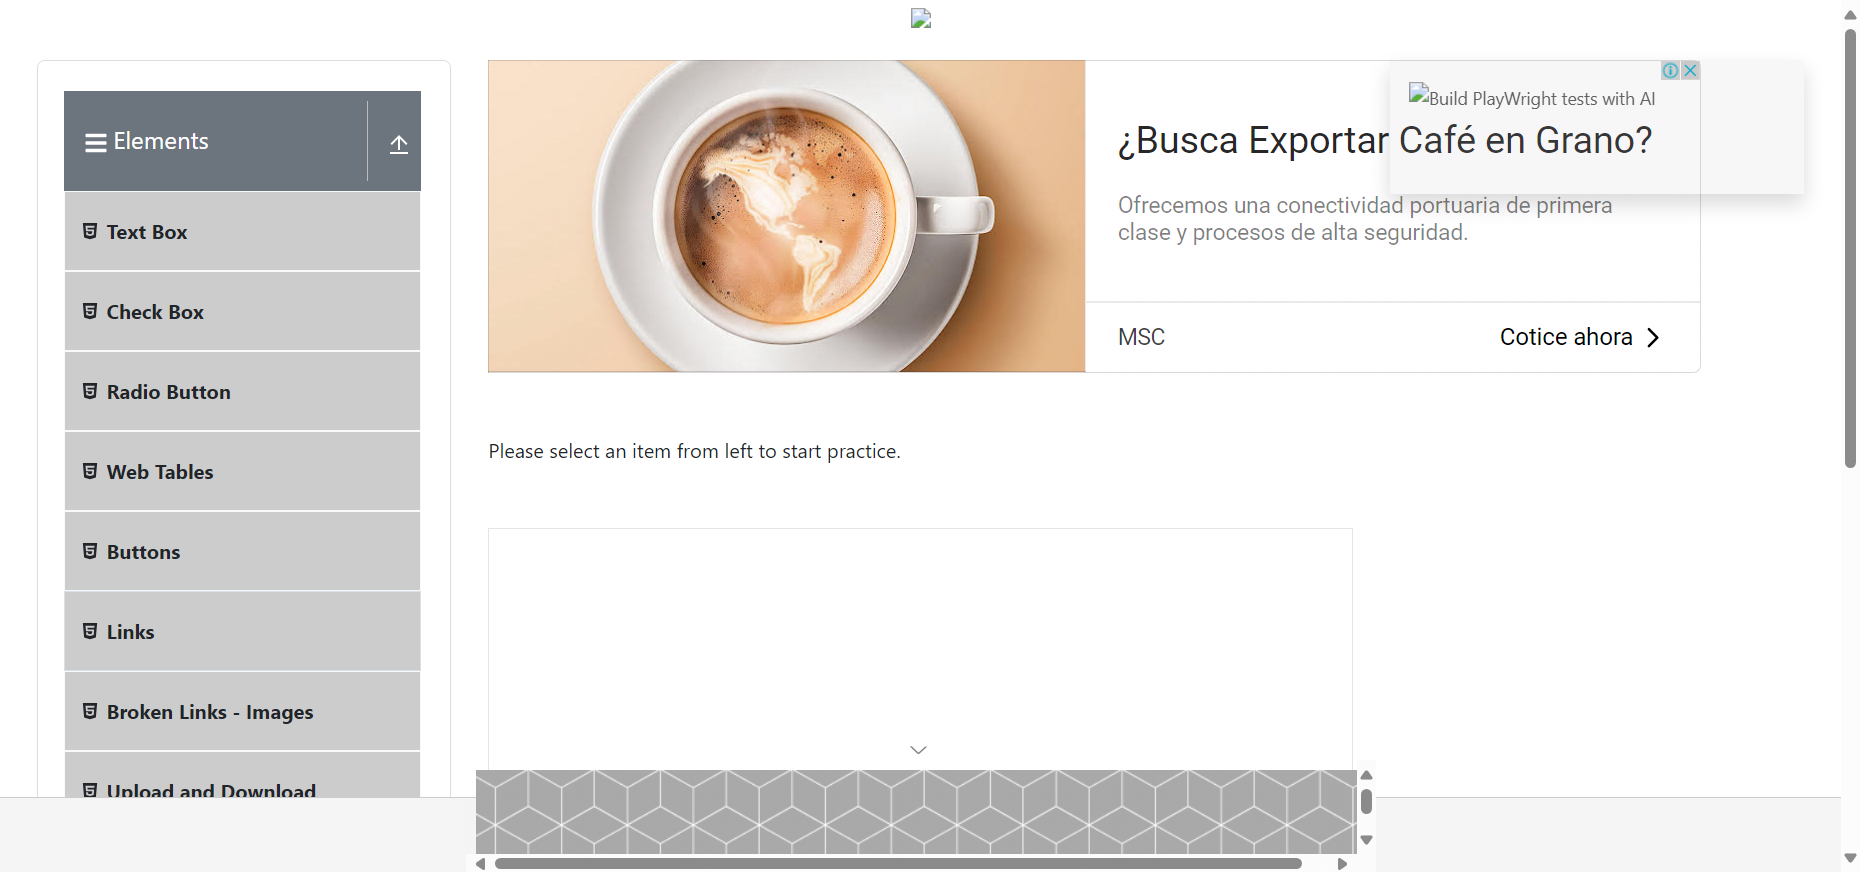 Elements
Text Box
Check Box
Radio Button
Web Tables
Buttons
Links
Broken Links - Images
Upload and Download
Build PlayWright tests with AI
¿Busca Exportar Café en Grano?
Ofrecemos una conectividad portuaria de primera
clase y procesos de alta seguridad.
MSC
Cotice ahora
Please select an item from left to start practice.